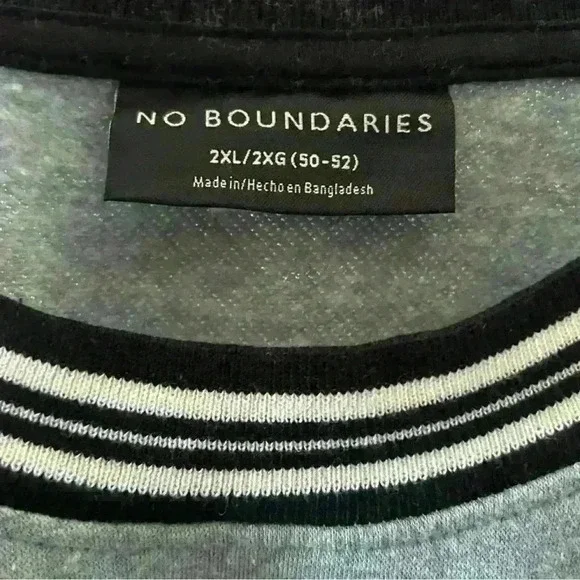 NO BOUNDARIES
2XL/2XG (50-52)
Made in/Hecho en Bangladesh